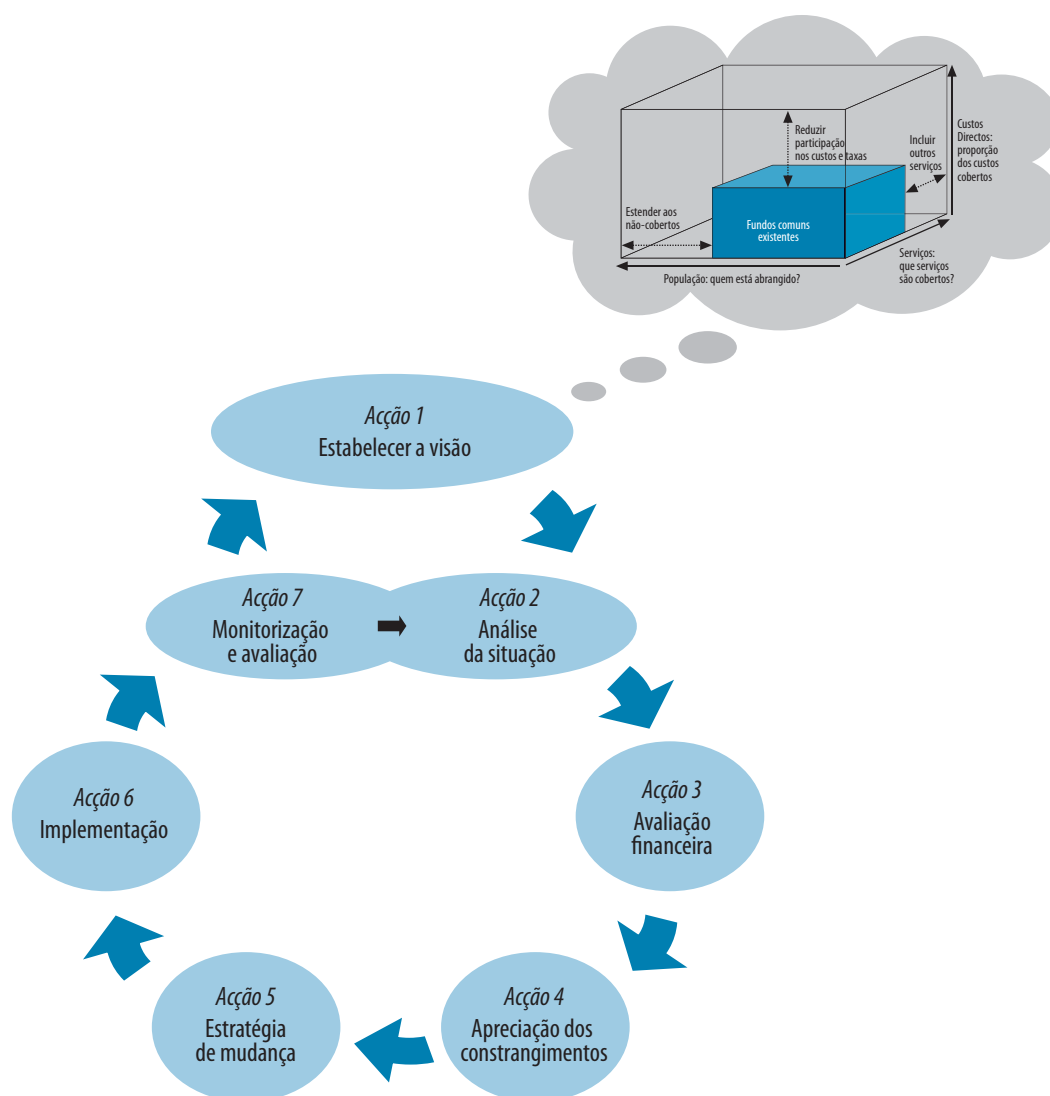 Reduzir
participação
nos custos e taxas
Incluir
outros
serviços
Custos
Directos:
proporção
dos custos
cobertos
Estender aos
não-cobertos
Fundos comuns
existentes
Serviços:
que serviços
são cobertos?
População: quem está abrangido?
Acção 1
Estabelecer a visão
Acção 7
Monitorização
e avaliação
Acção 2
Análise
da situação
Acção 6
Implementação
Acção 3
Avaliação
financeira
Acção 5
Estratégia
de mudança
Acção 4
Apreciação dos
constrangimentos